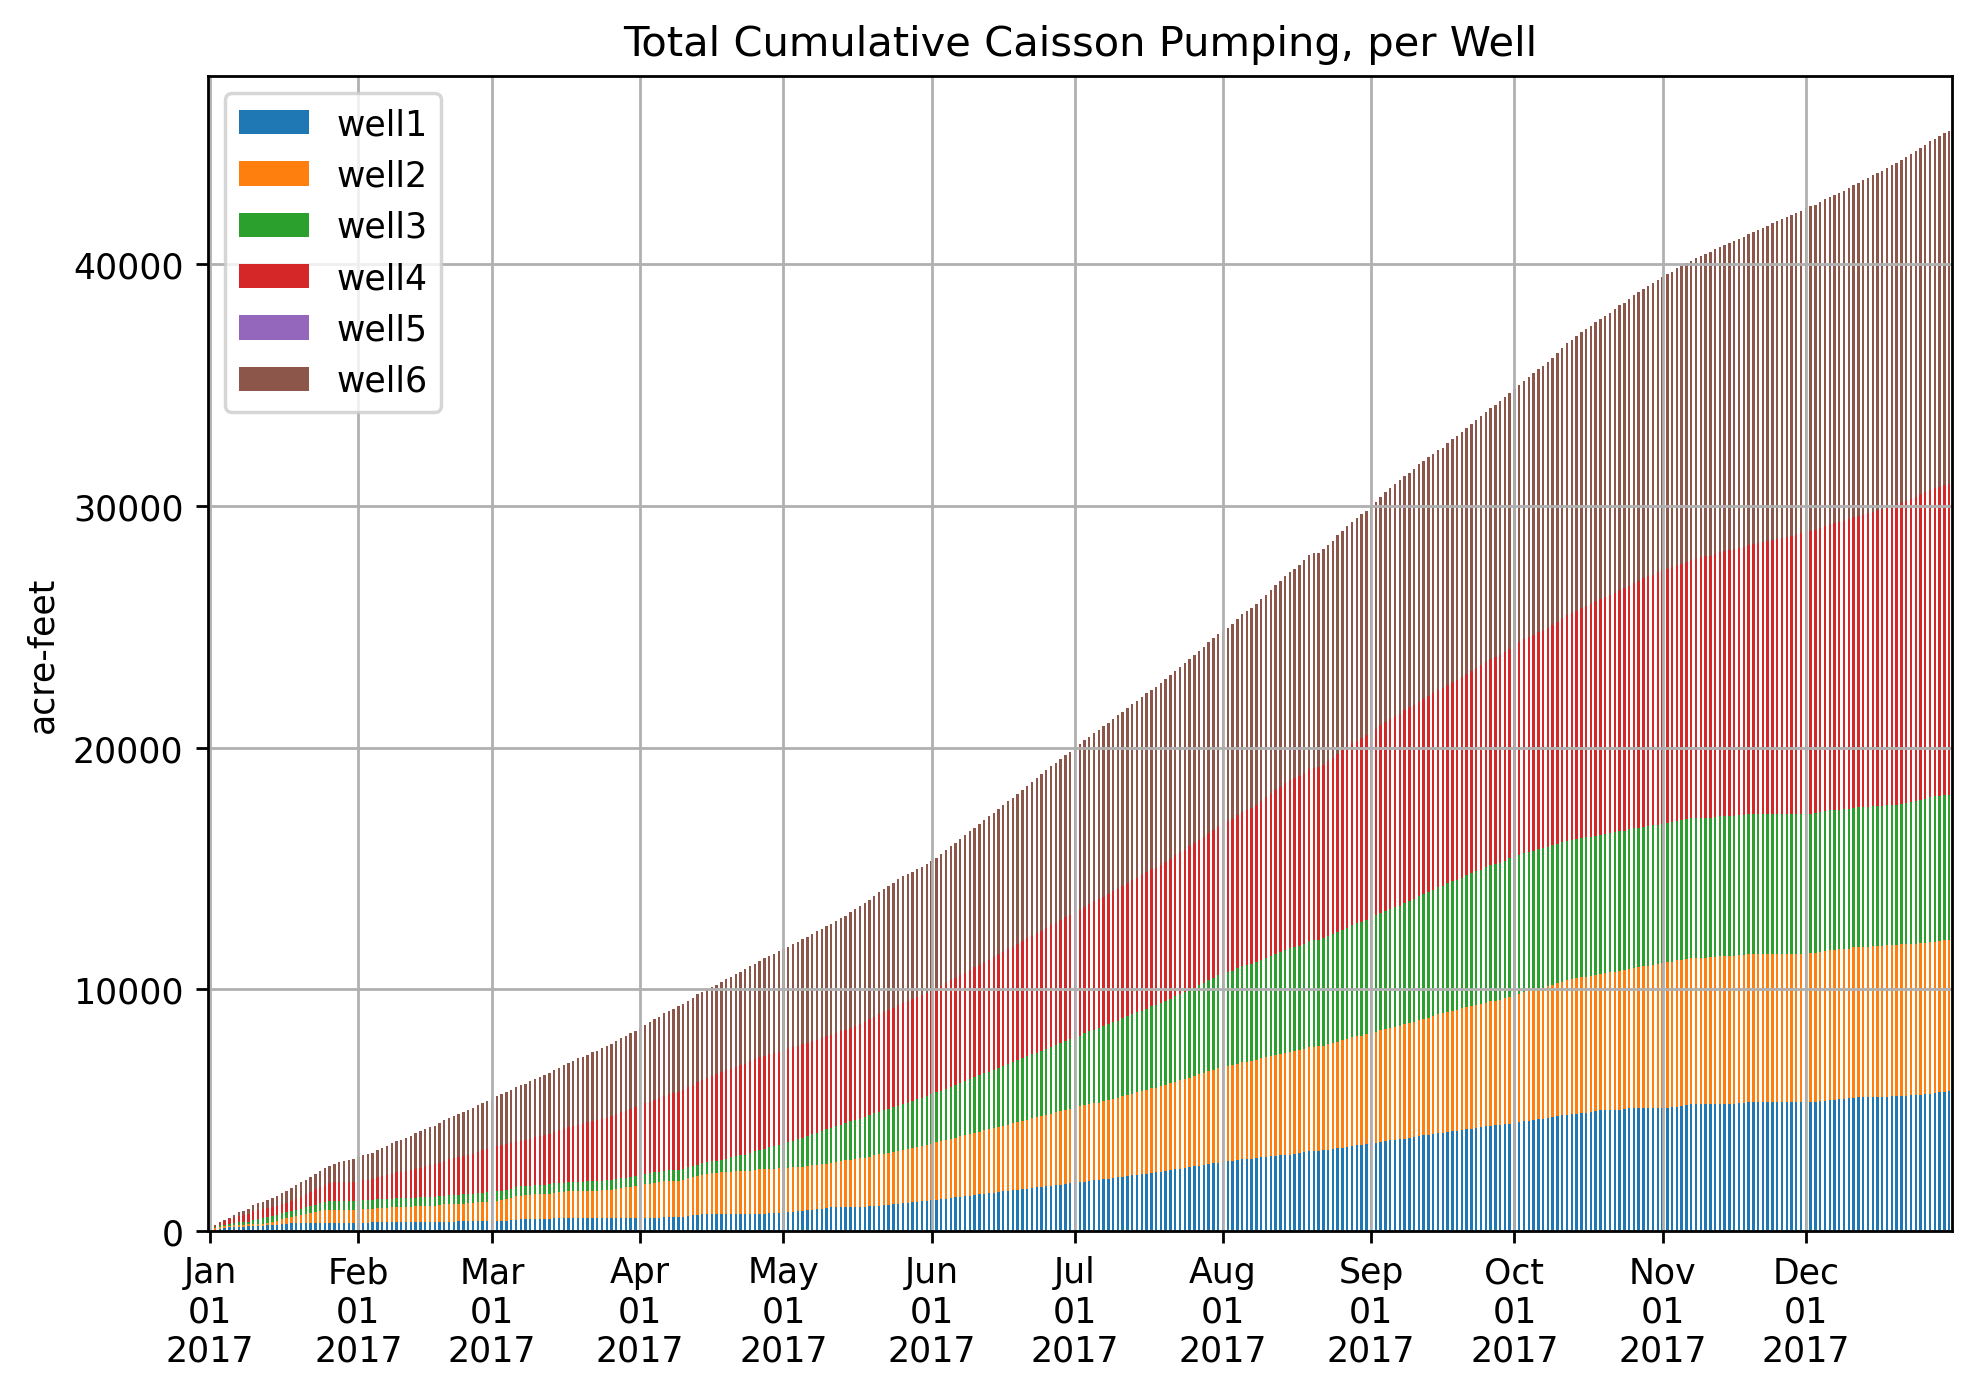 Total Cumulative Caisson Pumping, per Well
well1
well2
well3
well4
well5
well6
acre-feet
40000
30000
20000
10000
0
Jan
01
2017
Feb
01
2017
Mar
01
2017
Apr
01
2017
May
01
2017
Jun
01
2017
Jul
01
2017
Aug
01
2017
Sep
01
2017
Oct
01
2017
Nov
01
2017
Dec
01
2017